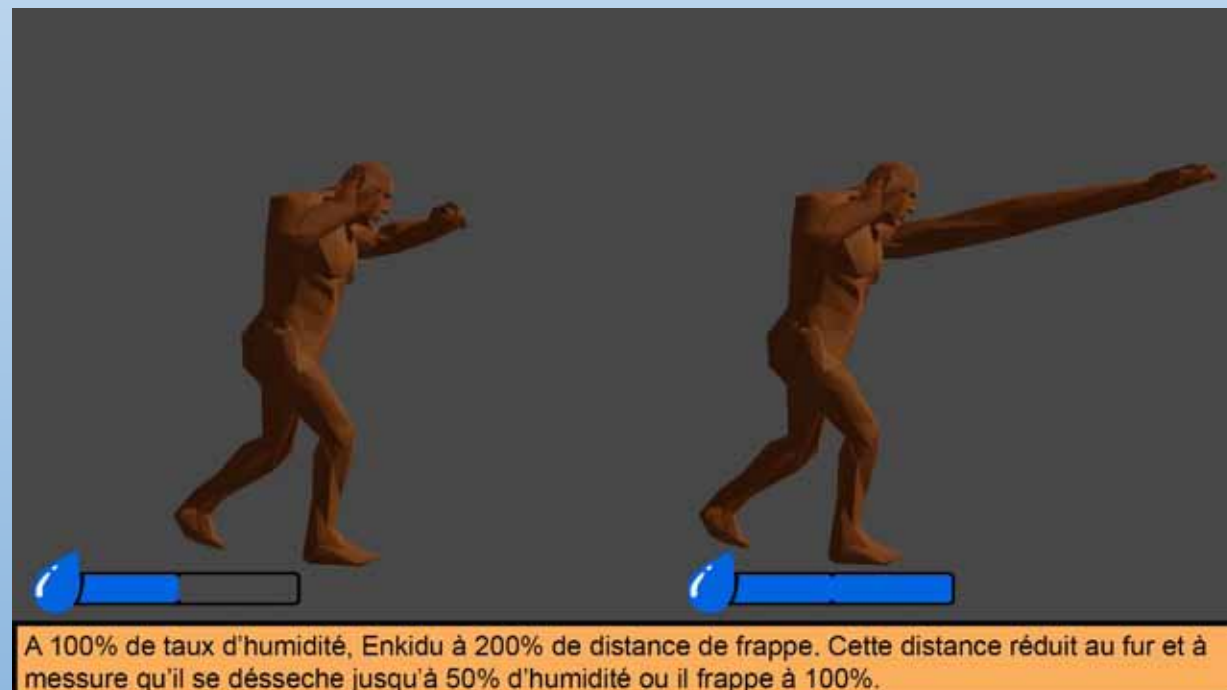 A 100% de taux d'humidité, Enkidu à 200% de distance de frappe. Cette distance réduit au fur et à
messure qu'il se désseche jusqu'à 50% d'humidité ou il frappe à 100%.